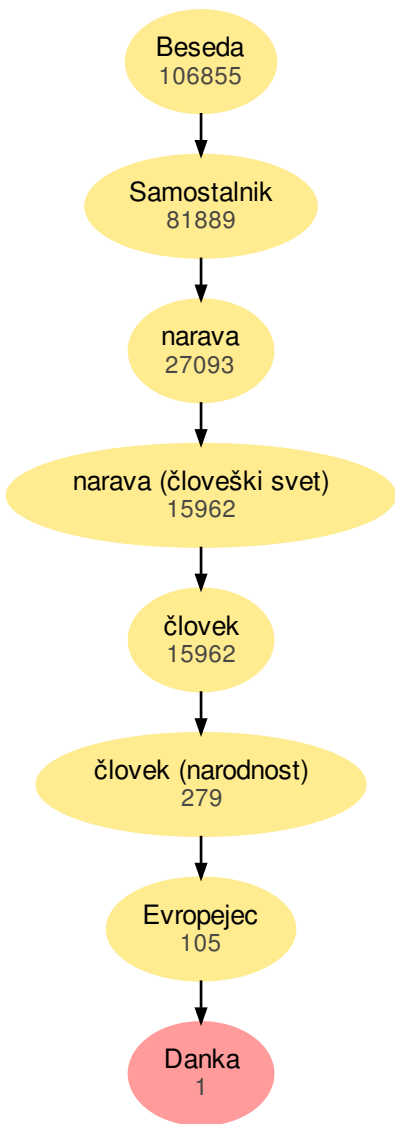 Beseda
106855
Samostalnik
81889
narava
27093
narava (človeški svet)
15962
človek
15962
človek (narodnost)
279
Evropejec
105
Danka
1